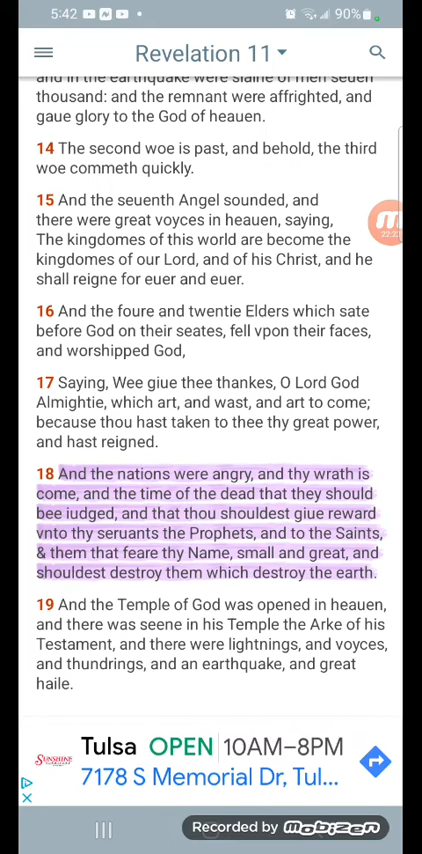 5:42 90%
Revelation 11
and in the earthquake were slaine of men seuen
thousand: and the remnant were affrighted, and
gaue glory to the God of heauen.
14 The second woe is past, and behold, the third
woe commeth quickly.
15 And the seuenth Angel sounded, and
there were great voyces in heauen, saying,
The kingdomes of this world are become the
kingdomes of our Lord, and of his Christ, and he
shall reigne for euer and euer.
16 And the foure and twentie Elders which sate
before God on their seates, fell vpon their faces,
and worshipped God,
17 Saying, Wee giue thee thankes, O Lord God
Almightie, which art, and wast, and art to come;
because thou hast taken to thee thy great power,
and hast reigned.
18 And the nations were angry, and thy wrath is
come, and the time of the dead that they should
bee iudged, and that thou shouldest giue reward
vnto thy seruants the Prophets, and to the Saints,
& them that feare thy Name, small and great, and
shouldest destroy them which destroy the earth.
19 And the Temple of God was opened in heauen,
and there was seene in his Temple the Arke of his
Testament, and there were lightnings, and voyces,
and thundrings, and an earthquake, and great
haile.
SUNSHINE
Tulsa OPEN 10AM–8PM
7178 S Memorial Dr, Tul...
Recorded by mobizen